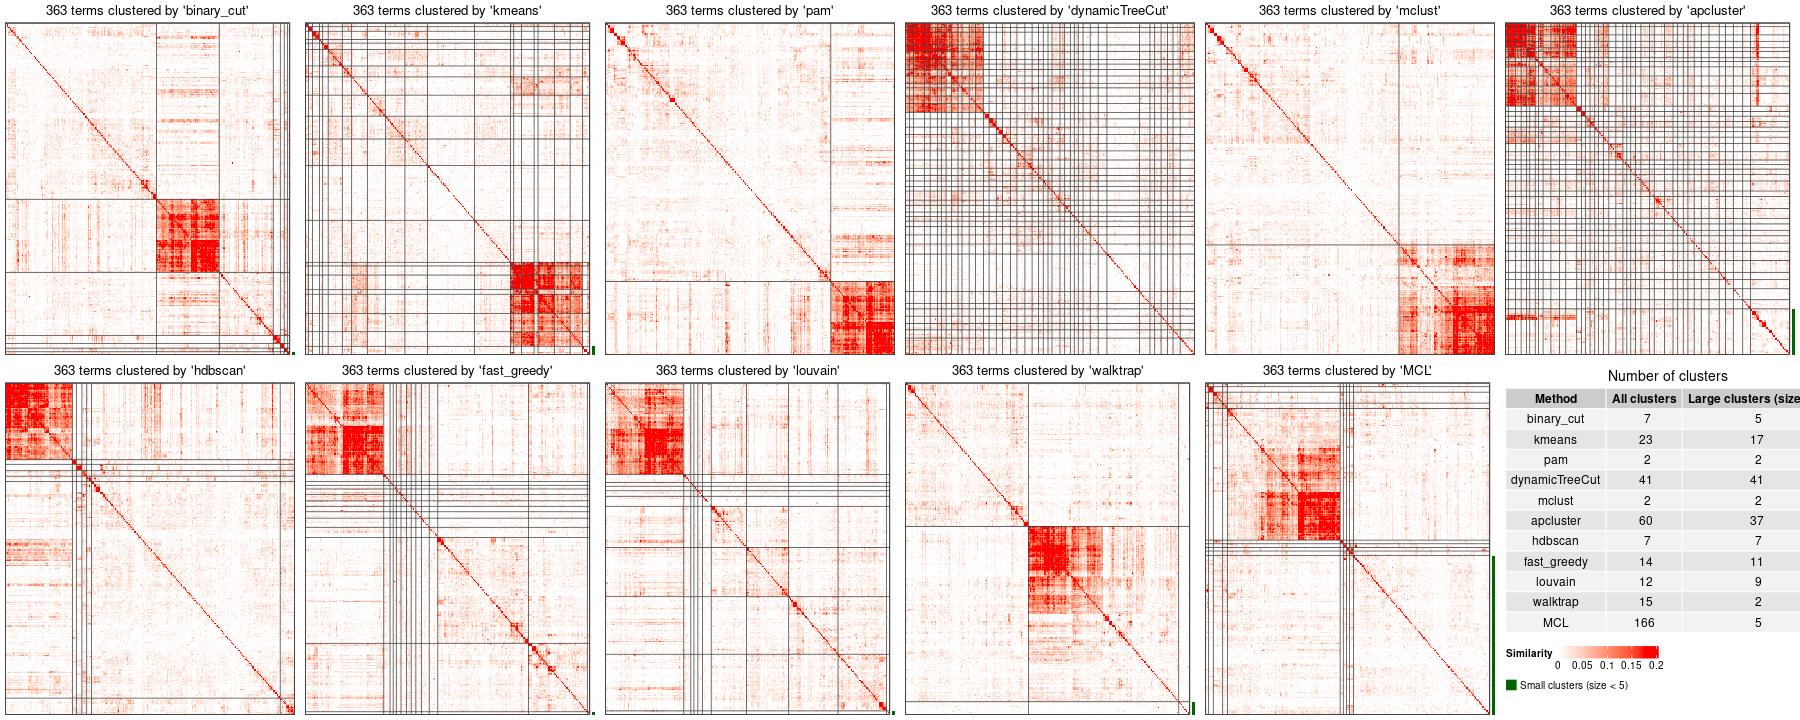 363 terms clustered by 'binary_cut'
363 terms clustered by 'kmeans'
363 terms clustered by 'pam'
363 terms clustered by 'dynamicTreeCut'
363 terms clustered by 'mclust'
363 terms clustered by 'apcluster'
363 terms clustered by 'hdbscan'
363 terms clustered by 'fast_greedy'
363 terms clustered by 'louvain'
363 terms clustered by 'walktrap'
363 terms clustered by 'MCL'
Number of clusters
Method All clusters Large clusters (size
binary_cut 7 5
kmeans 23 17
pam 2 2
dynamicTreeCut 41 41
mclust 2 2
apcluster 60 37
hdbscan 7 7
fast_greedy 14 11
louvain 12 9
walktrap 15 2
MCL 166 5
Similarity
0 0.05 0.1 0.15 0.2
Small clusters (size < 5)